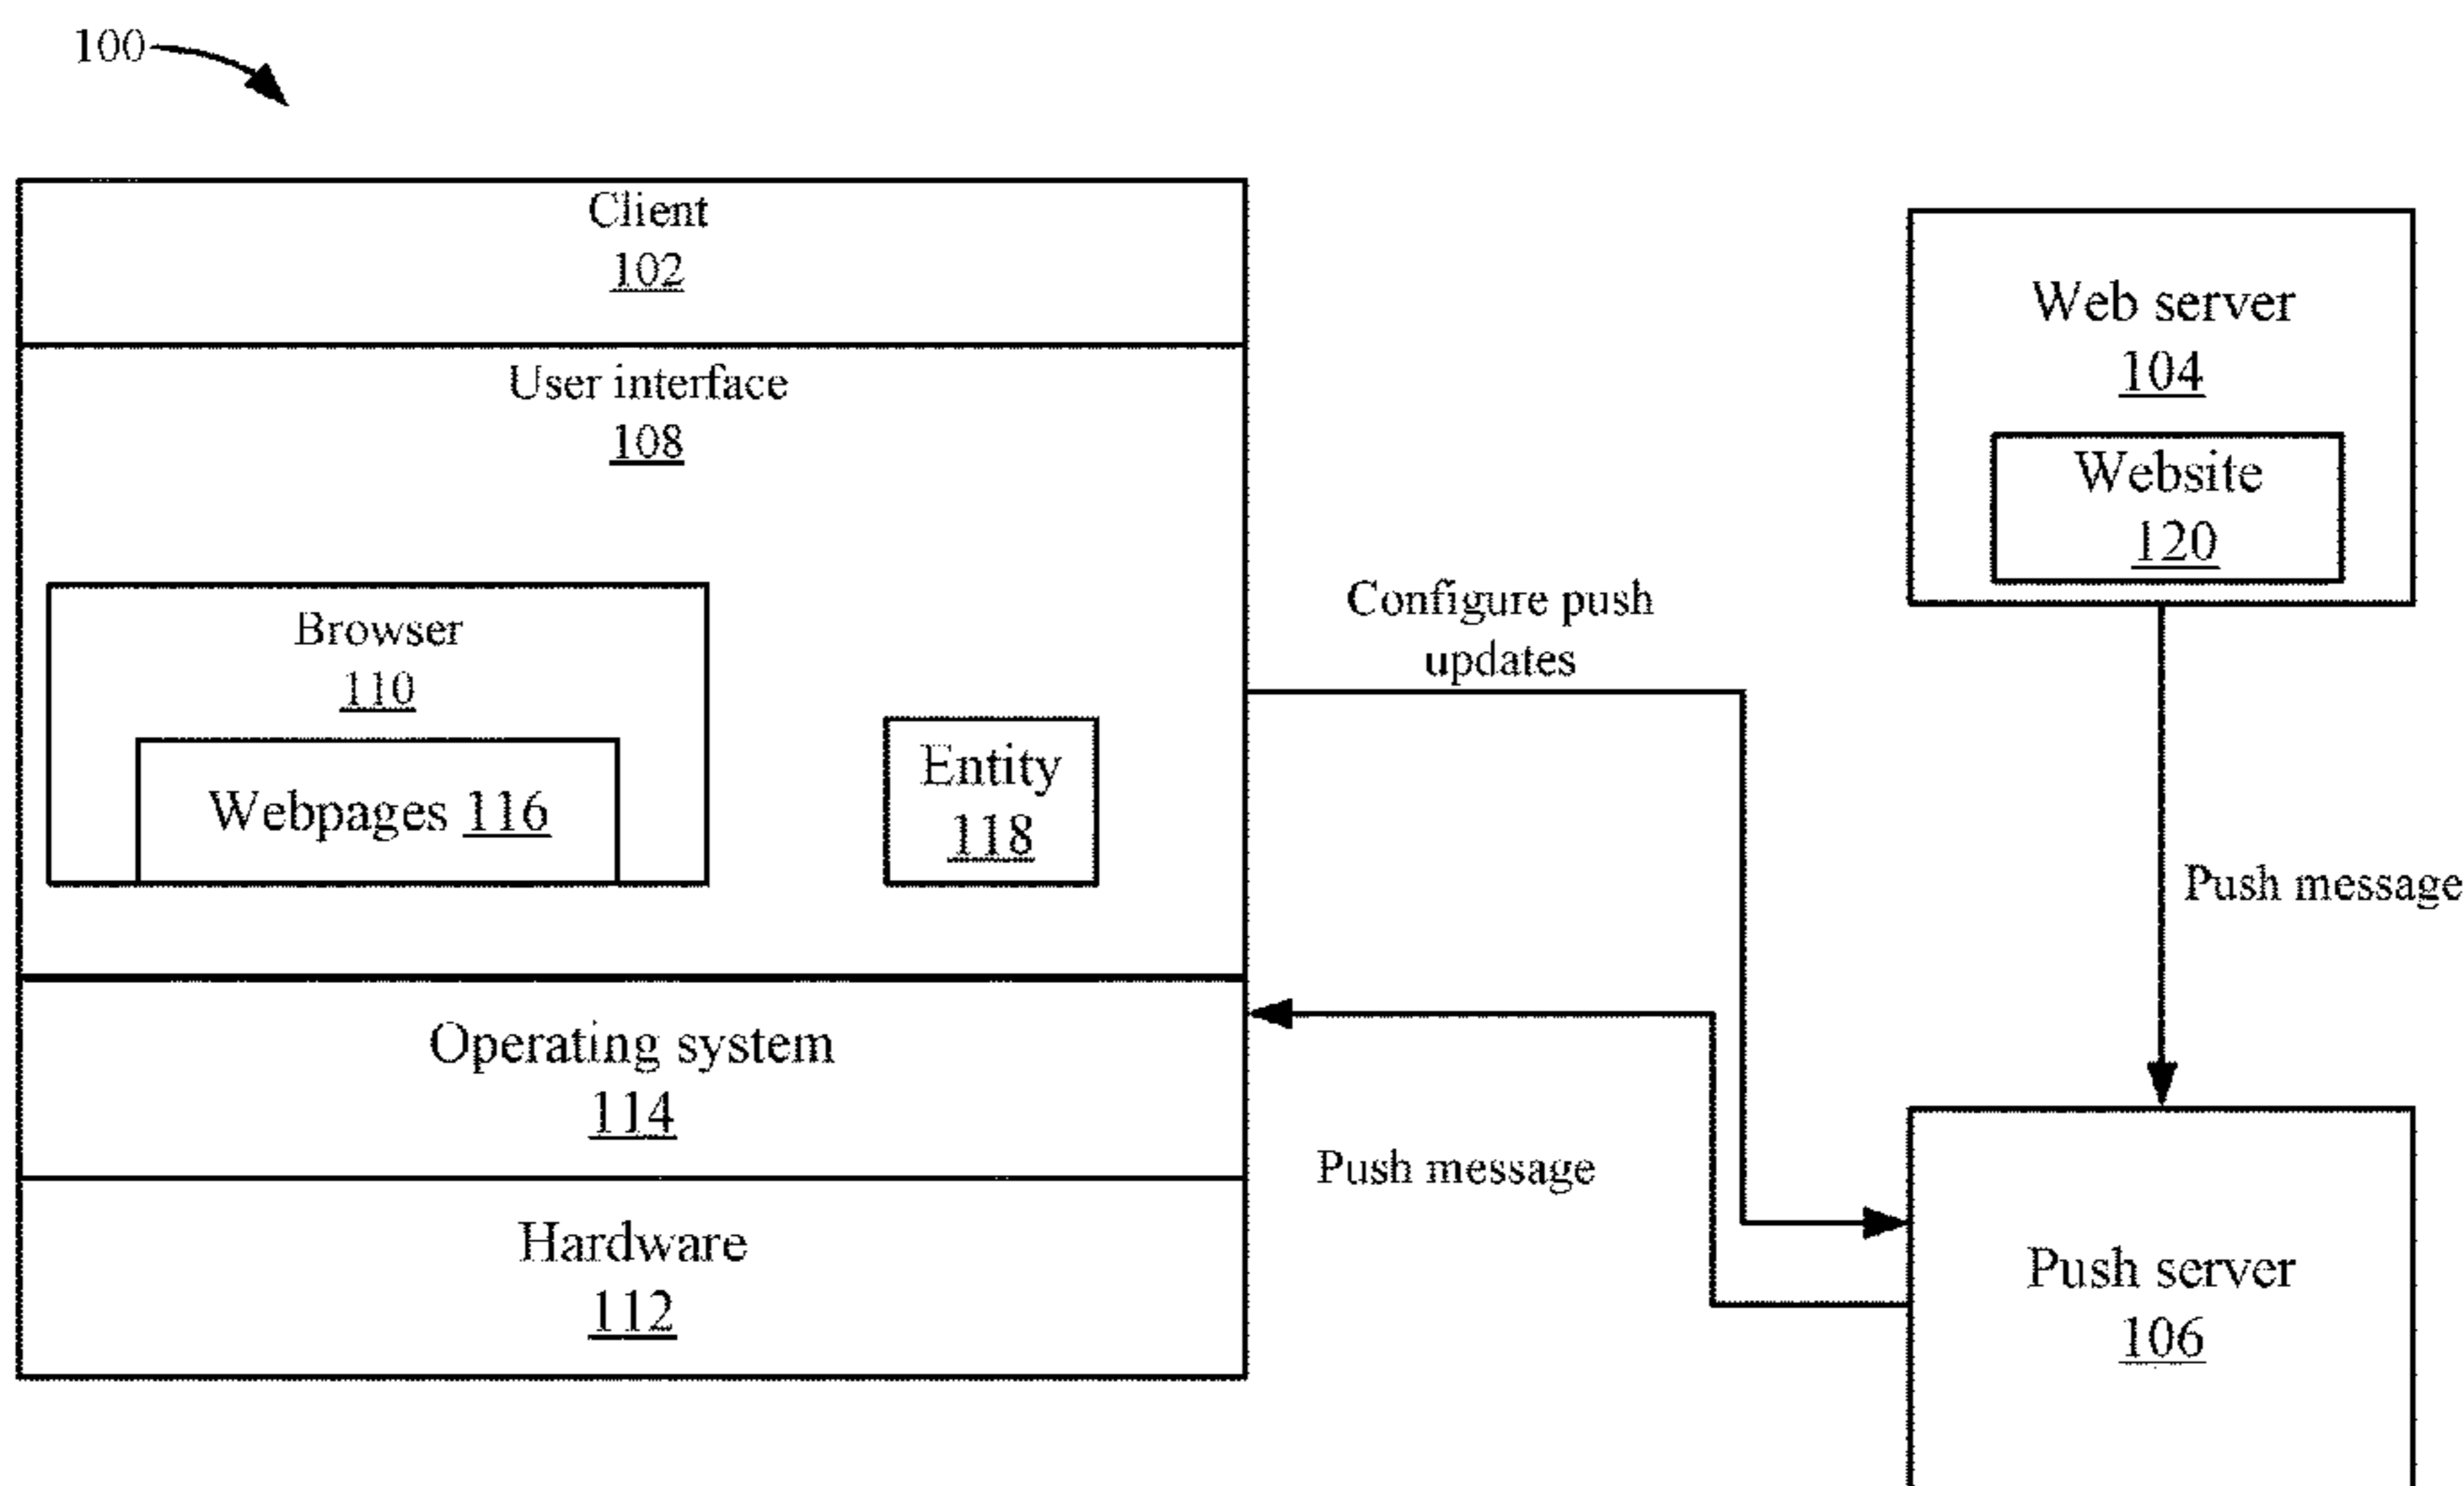 100
Client
102
User interface
108
Browser
110
Webpages 116
Entity
118
Operating system
114
Hardware
112
Configure push
updates
Push message
Web server
104
Website
120
Push message
Push server
106